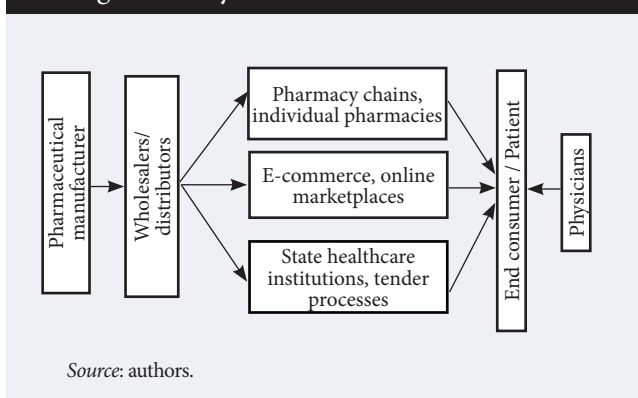 Pharmaceutical
manufacturer
Wholesalers/
distributors
Pharmacy chains,
individual pharmacies
E-commerce, online
marketplaces
State healthcare
institutions, tender
processes
End consumer / Patient
Physicians
Source: authors.